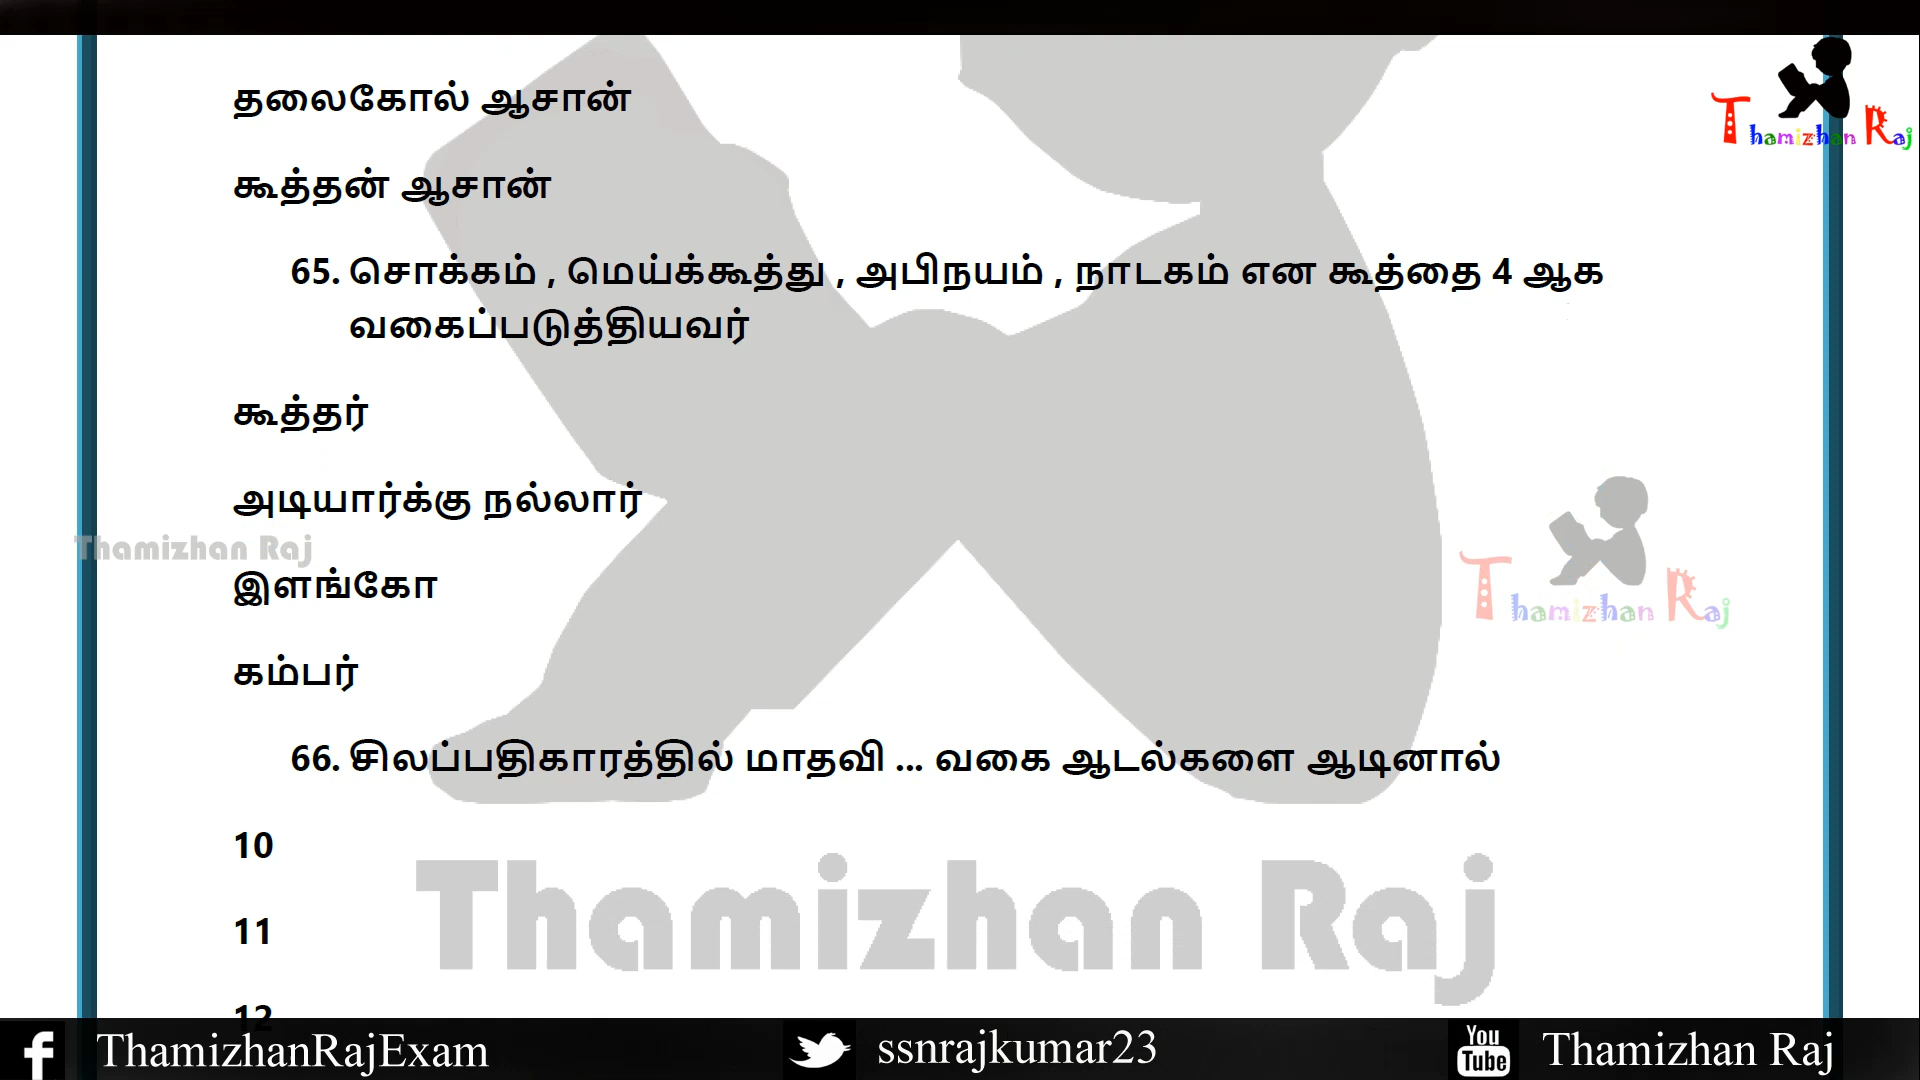 தலைகோல் ஆசான்
Thamizhan Raj
கூத்தன் ஆசான்
65. சொக்கம் , மெய்க்கூத்து , அபிநயம் , நாடகம் என கூத்தை 4 ஆக
வகைப்படுத்தியவர்
கூத்தர்
அடியார்க்கு நல்லார்
Thamizhan Raj
இளங்கோ
Thamizhan Raj
கம்பர்
66. சிலப்பதிகாரத்தில் மாதவி ... வகை ஆடல்களை ஆடினால்
10
Thamizhan Raj
11
12
ThamizhanRajExam
ssnrajkumar23
You Tube
Thamizhan Raj